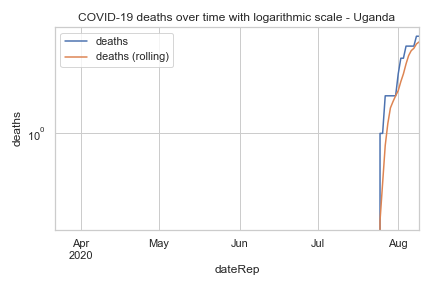 COVID-19 deaths over time with logarithmic scale - Uganda
deaths
deaths (rolling)
deaths
10⁰
Apr
2020
May
Jun
Jul
Aug
dateRep